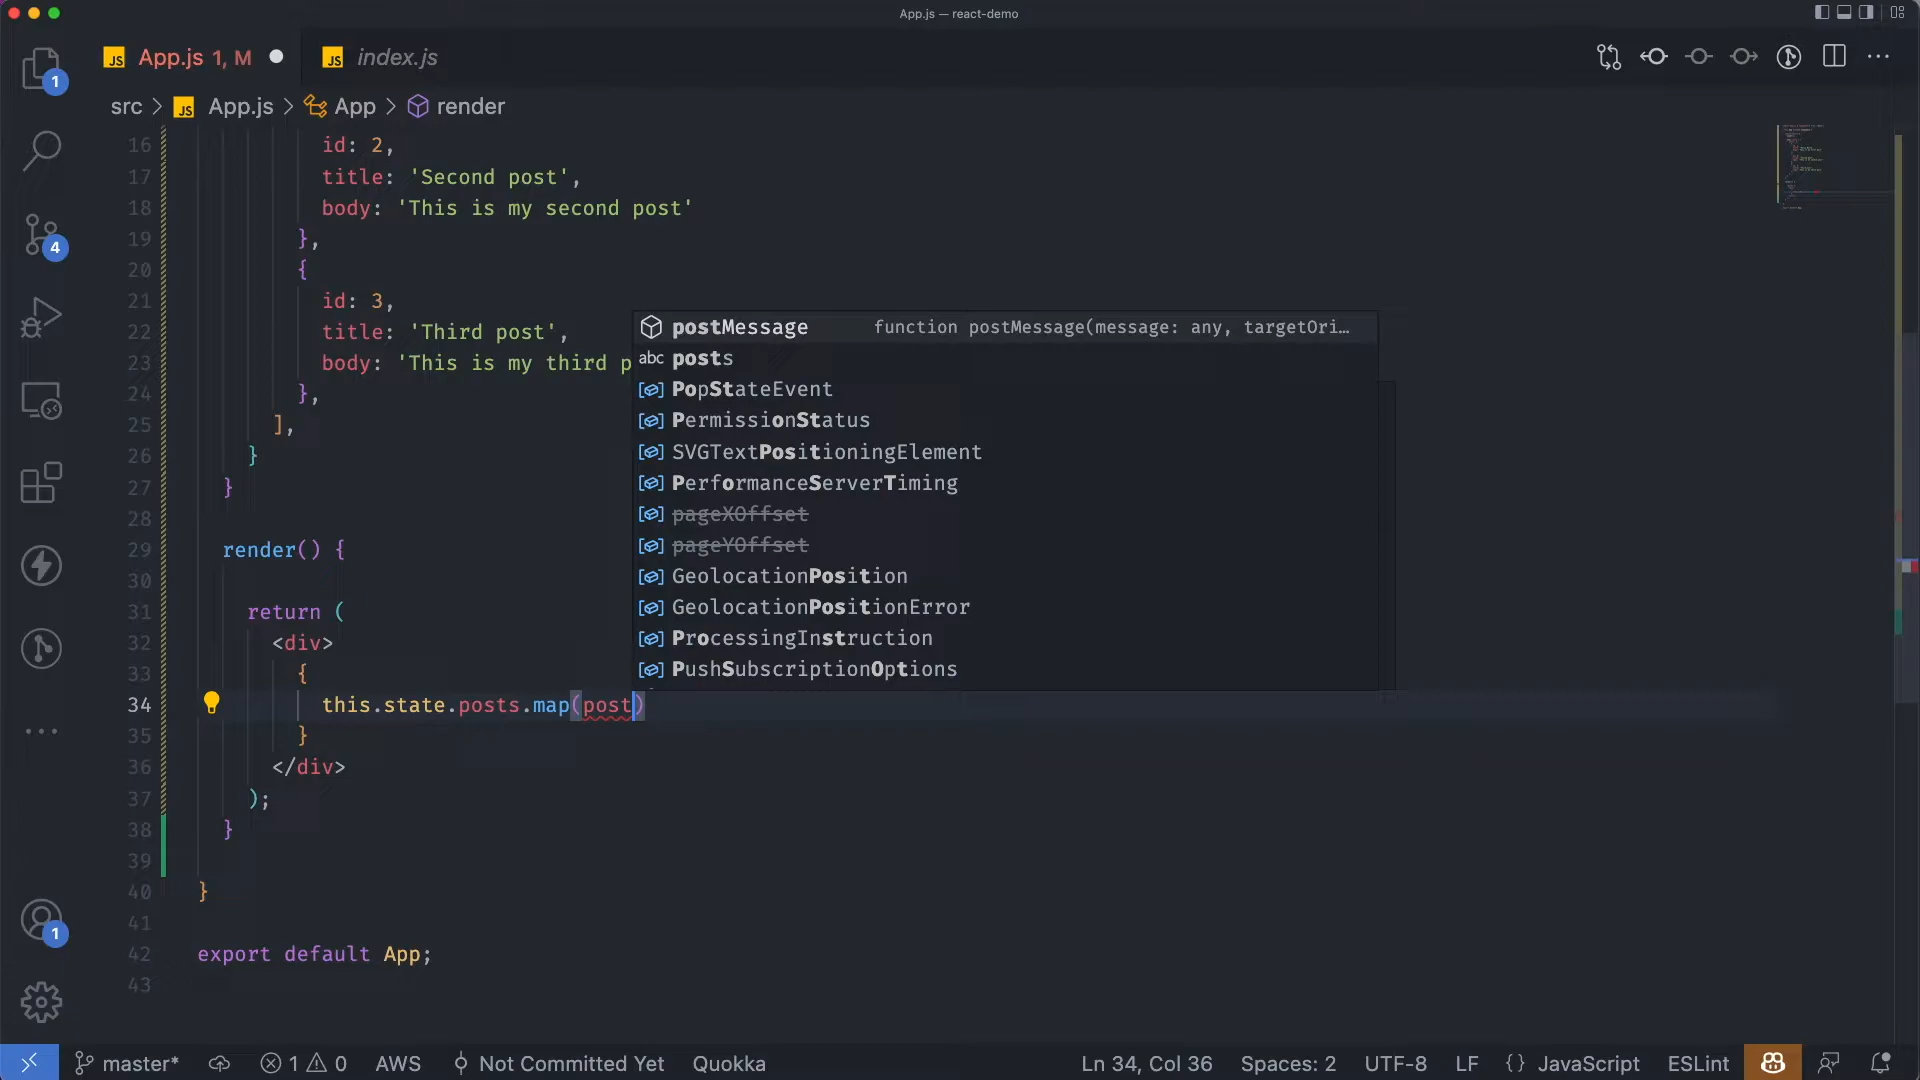 App.js — react-demo
App.js 1, M
index.js
src > App.js > App > render
16 id: 2,
17 title: 'Second post',
18 body: 'This is my second post'
19 },
20 {
21 id: 3,
22 title: 'Third post',
23 body: 'This is my third p
24 },
25 ],
26 }
27 }
28
29 render() {
30
31 return (
32 <div>
33 {
34 this.state.posts.map(post)
35 }
36 </div>
37 );
38 }
39
40 }
41
42 export default App;
43
postMessage function postMessage(message: any, targetOri…
abc posts
PopStateEvent
PermissionStatus
SVGTextPositioningElement
PerformanceServerTiming
pageXOffset
pageYOffset
GeolocationPosition
GeolocationPositionError
ProcessingInstruction
PushSubscriptionOptions
1
4
1
master* 1 0 AWS Not Committed Yet Quokka Ln 34, Col 36 Spaces: 2 UTF-8 LF {} JavaScript ESLint